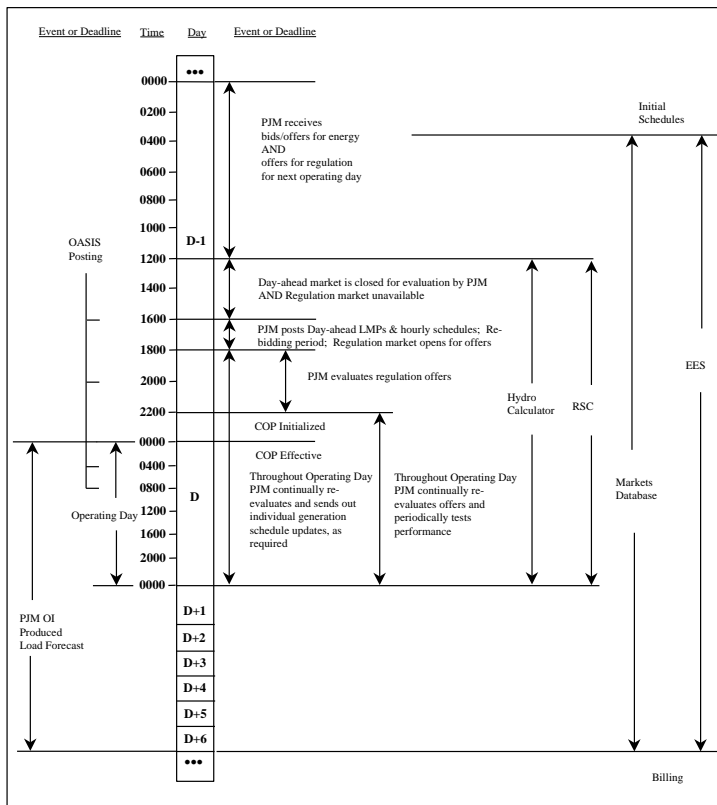 Event or Deadline Time Day Event or Deadline
•••
0000
0200
0400
0600
0800
1000
1200
1400
1600
1800
2000
2200
0000
0400
0800
1200
1600
2000
0000
D-1
D
D+1
D+2
D+3
D+4
D+5
D+6
•••
OASIS
Posting
Operating Day
PJM OI
Produced
Load Forecast
PJM receives
bids/offers for energy
AND
offers for regulation
for next operating day
Day-ahead market is closed for evaluation by PJM
AND Regulation market unavailable
PJM posts Day-ahead LMPs & hourly schedules; Re-
bidding period; Regulation market opens for offers
PJM evaluates regulation offers
COP Initialized
COP Effective
Throughout Operating Day
PJM continually re-
evaluates and sends out
individual generation
schedule updates, as
required
Throughout Operating Day
PJM continually re-
evaluates offers and
periodically tests
performance
Hydro
Calculator
RSC
Initial
Schedules
Markets
Database
EES
Billing